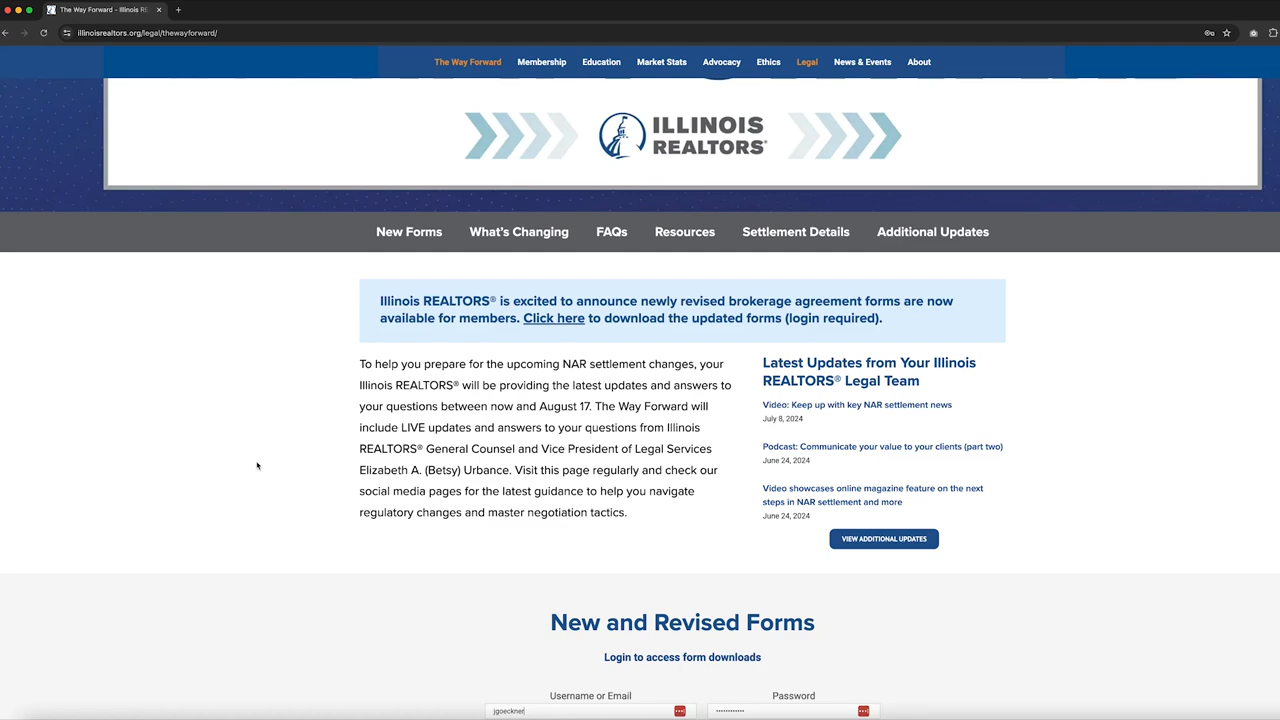 The Way Forward – Illinois RE
illinoisrealtors.org/legal/thewayforward/
The Way Forward Membership Education Market Stats Advocacy Ethics Legal News & Events About
ILLINOIS
REALTORS®
New Forms What's Changing FAQs Resources Settlement Details Additional Updates
Illinois REALTORS® is excited to announce newly revised brokerage agreement forms are now
available for members. Click here to download the updated forms (login required).
To help you prepare for the upcoming NAR settlement changes, your
Illinois REALTORS® will be providing the latest updates and answers to
your questions between now and August 17. The Way Forward will
include LIVE updates and answers to your questions from Illinois
REALTORS® General Counsel and Vice President of Legal Services
Elizabeth A. (Betsy) Urbance. Visit this page regularly and check our
social media pages for the latest guidance to help you navigate
regulatory changes and master negotiation tactics.
Latest Updates from Your Illinois
REALTORS® Legal Team
Video: Keep up with key NAR settlement news
July 8, 2024
Podcast: Communicate your value to your clients (part two)
June 24, 2024
Video showcases online magazine feature on the next
steps in NAR settlement and more
June 24, 2024
VIEW ADDITIONAL UPDATES
New and Revised Forms
Login to access form downloads
Username or Email Password
jgoeckner